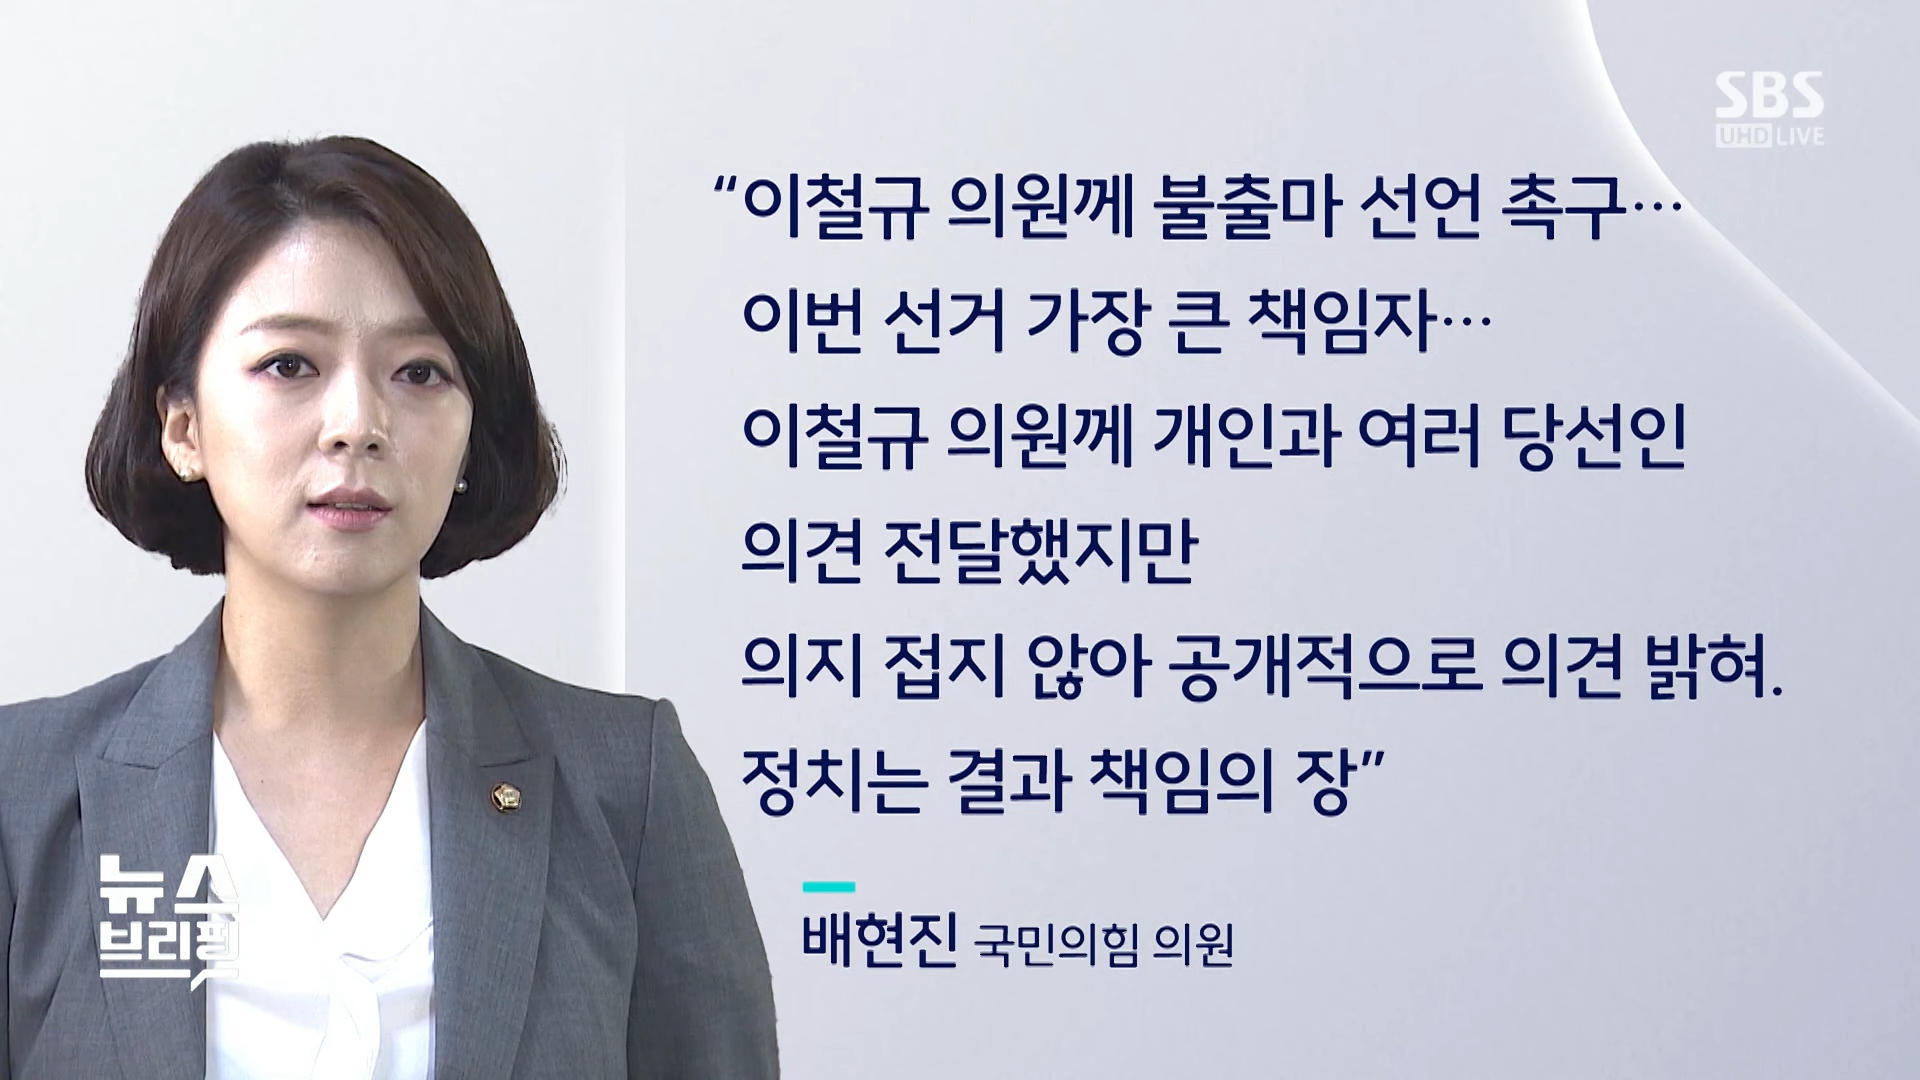 SBS
UHD LIVE
“이철규 의원께 불출마 선언 촉구…
이번 선거 가장 큰 책임자…
이철규 의원께 개인과 여러 당선인
의견 전달했지만
의지 접지 않아 공개적으로 의견 밝혀.
정치는 결과 책임의 장”
배현진 국민의힘 의원
뉴스
브리핑